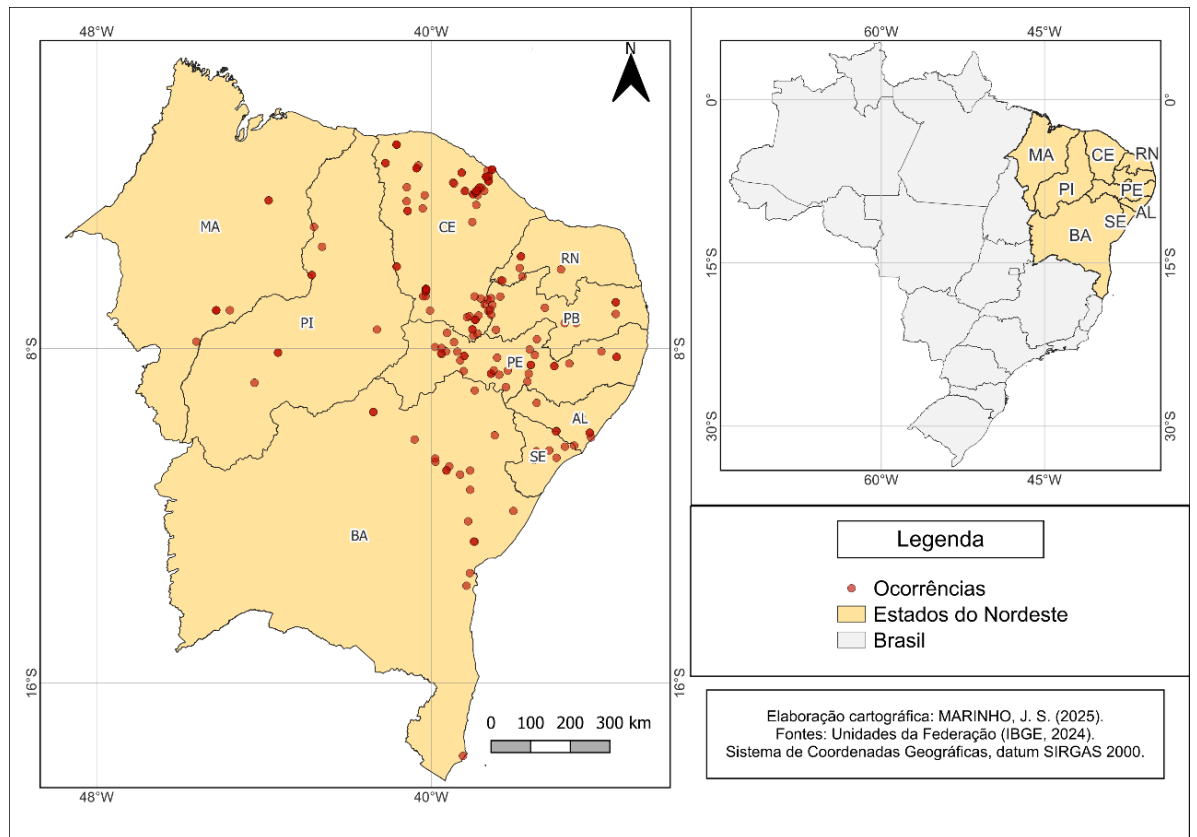 48°W
40°W
N
8°S
16°S
MA
PI
CE
RN
PB
PE
AL
SE
BA
0 100 200 300 km
8°S
16°S
48°W
40°W
60°W
45°W
0°
15°S
30°S
MA
CE
RN
PI
PE
AL
SE
BA
0°
15°S
30°S
60°W
45°W
Legenda
Ocorrências
Estados do Nordeste
Brasil
Elaboração cartográfica: MARINHO, J. S. (2025).
Fontes: Unidades da Federação (IBGE, 2024).
Sistema de Coordenadas Geográficas, datum SIRGAS 2000.